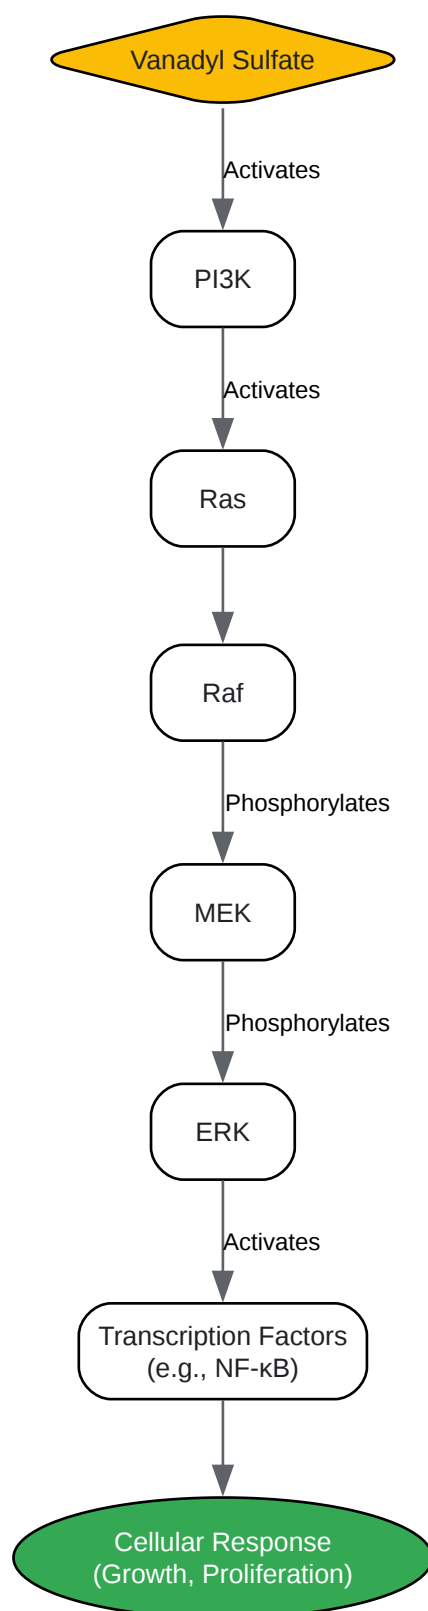 Vanadyl Sulfate
Activates
PI3K
Activates
Ras
Raf
Phosphorylates
MEK
Phosphorylates
ERK
Activates
Transcription Factors
(e.g., NF-κB)
Cellular Response
(Growth, Proliferation)